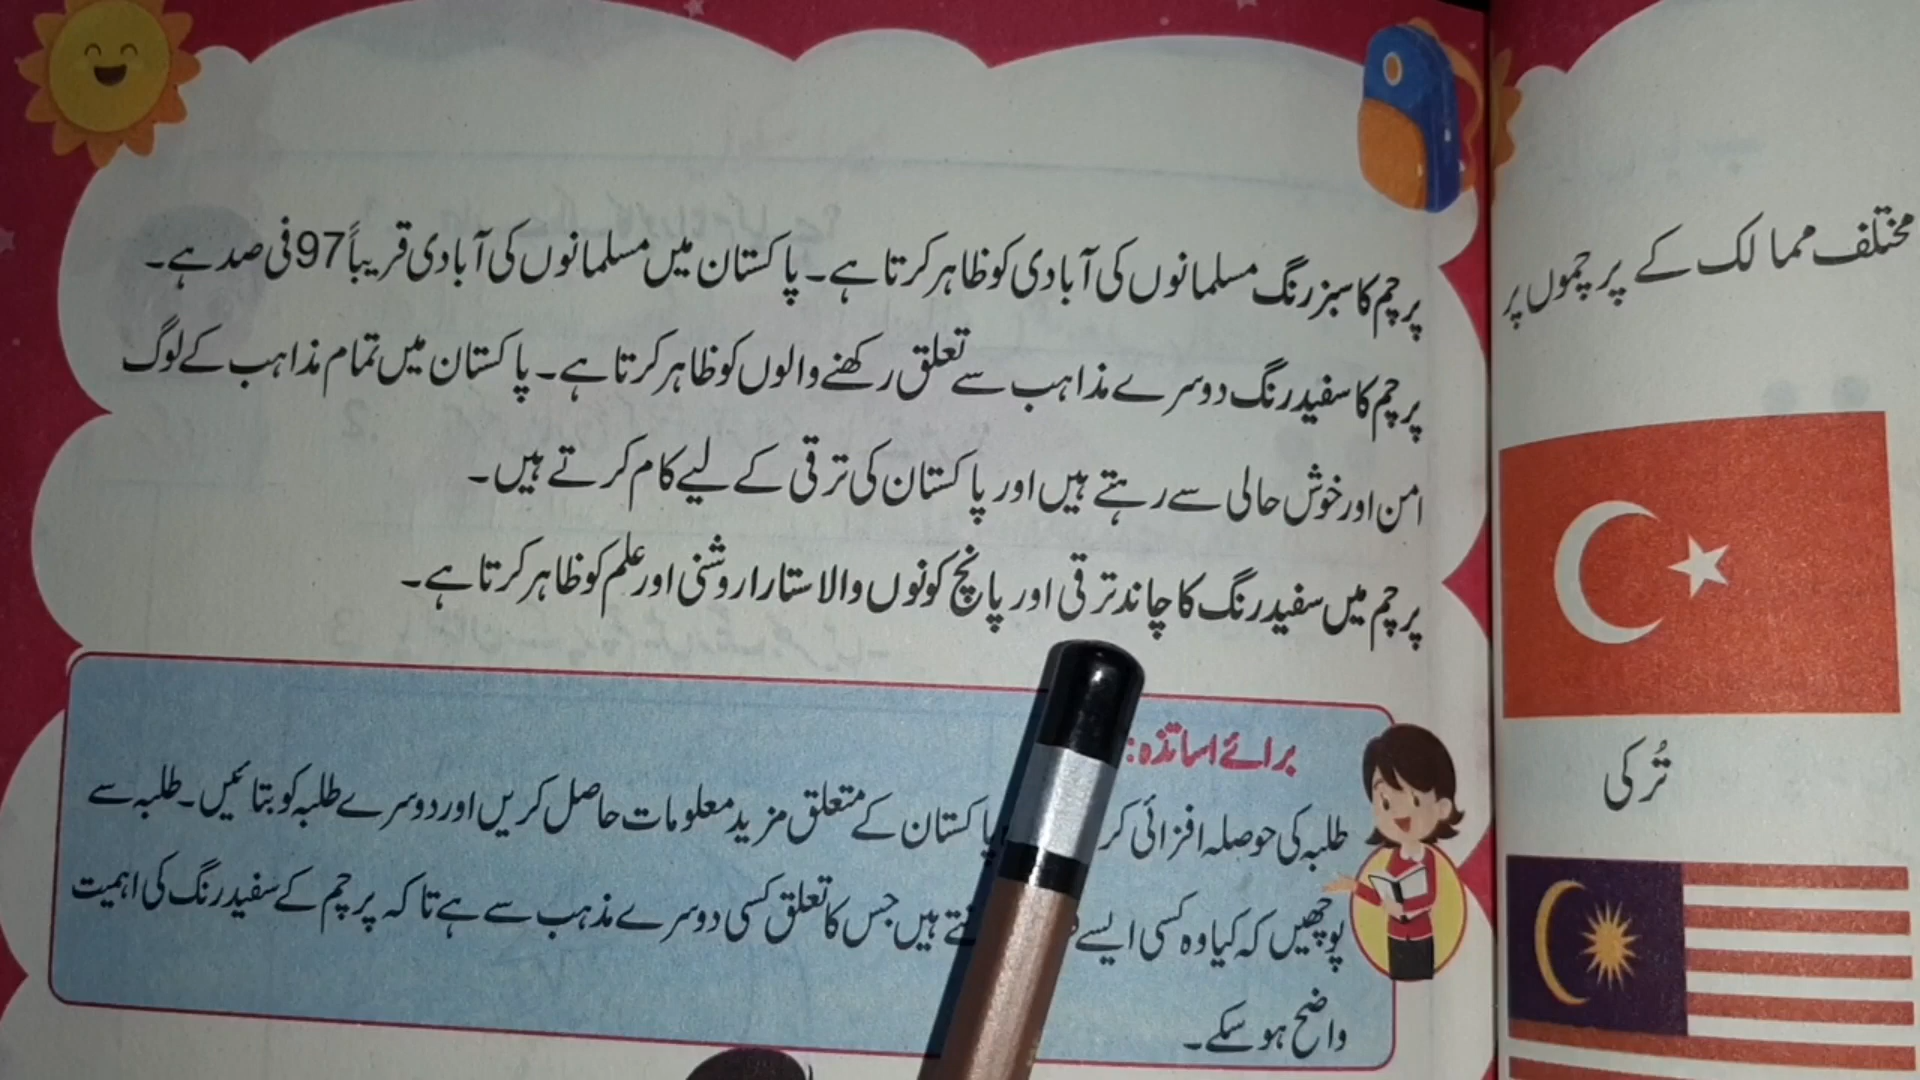 پرچم کا سبز رنگ مسلمانوں کی آبادی کو ظاہر کرتا ہے۔ پاکستان میں مسلمانوں کی آبادی قریباً 97 فی صد ہے۔
پرچم کا سفید رنگ دوسرے مذاہب سے تعلق رکھنے والوں کو ظاہر کرتا ہے۔ پاکستان میں تمام مذاہب کے لوگ
امن اور خوش حالی سے رہتے ہیں اور پاکستان کی ترقی کے لیے کام کرتے ہیں۔
پرچم میں سفید رنگ کا چاند ترقی اور پانچ کونوں والا ستارا روشنی اور علم کو ظاہر کرتا ہے۔
برائے اساتذہ:
طلبہ کی حوصلہ افزائی پاکستان کے متعلق مزید معلومات حاصل کریں اور دوسرے طلبہ کو بتائیں۔ طلبہ سے
پوچھیں کہ کیا وہ کسی ایسے ہیں جس کا تعلق کسی دوسرے مذہب سے ہے تاکہ پرچم کے سفید رنگ کی اہمیت
واضح ہو سکے۔
مختلف ممالک کے پرچموں پر
تُرکی